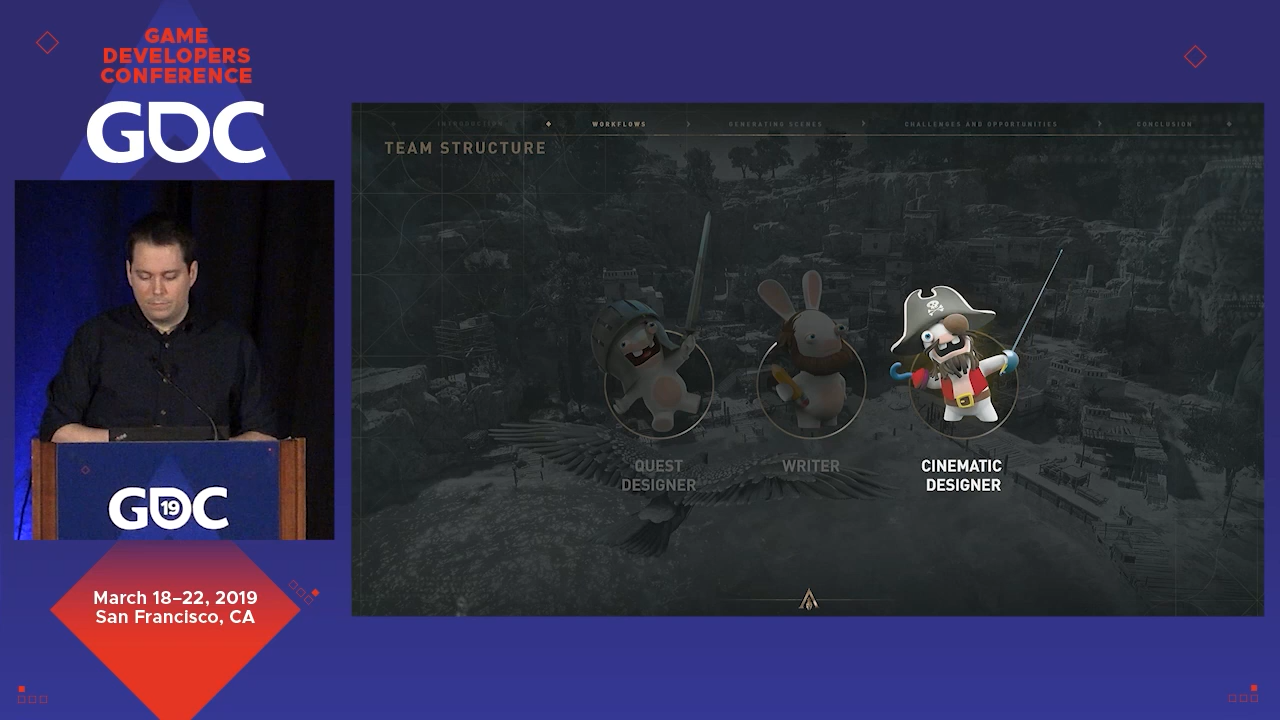 GAME
DEVELOPERS
CONFERENCE
GDC
INTRODUCTION
WORKFLOWS
GENERATING SCENES
CHALLENGES AND OPPORTUNITIES
CONCLUSION
TEAM STRUCTURE
QUEST
DESIGNER
WRITER
CINEMATIC
DESIGNER
GDC
19
March 18–22, 2019
San Francisco, CA